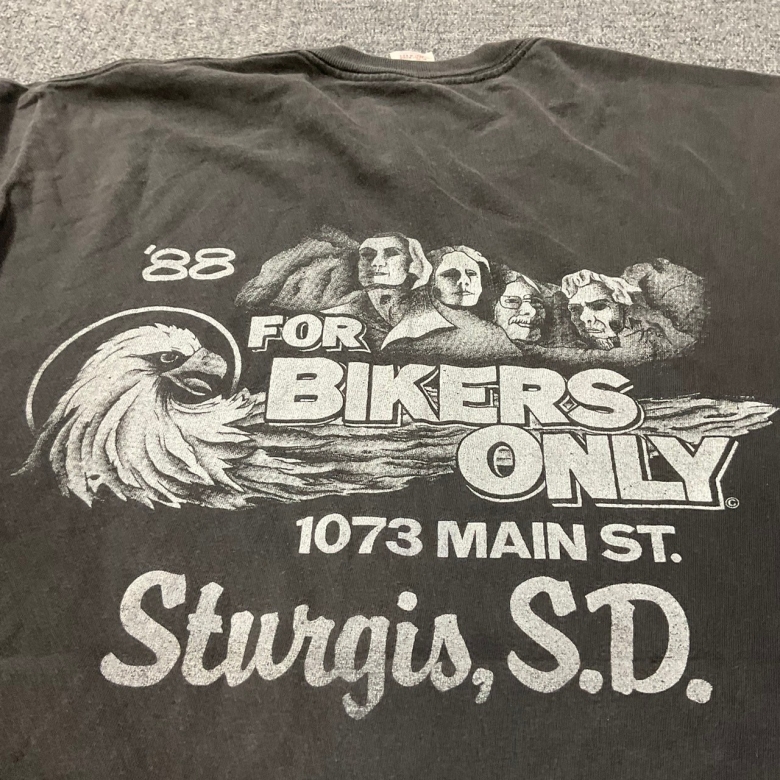 '88
FOR
BIKERS
ONLY ©
1073 MAIN ST.
Sturgis, S.D.